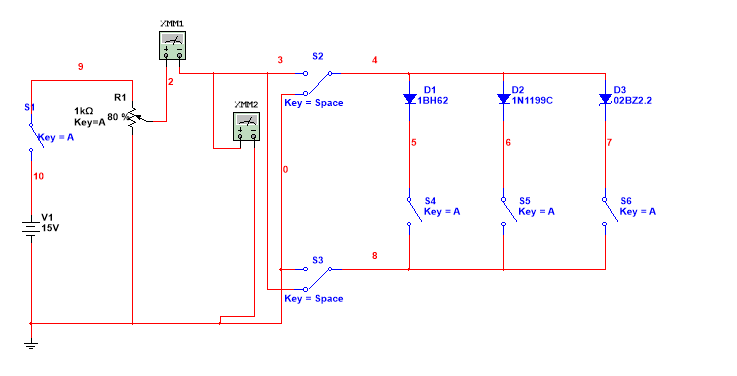 XMM1
XMM2
9
2
3
S2
4
Key = Space
S1
Key = A
R1
1kΩ
Key=A
80 %
D1
1BH62
D2
1N1199C
D3
02BZ2.2
5
6
7
10
0
V1
15V
S4
Key = A
S5
Key = A
S6
Key = A
S3
8
Key = Space